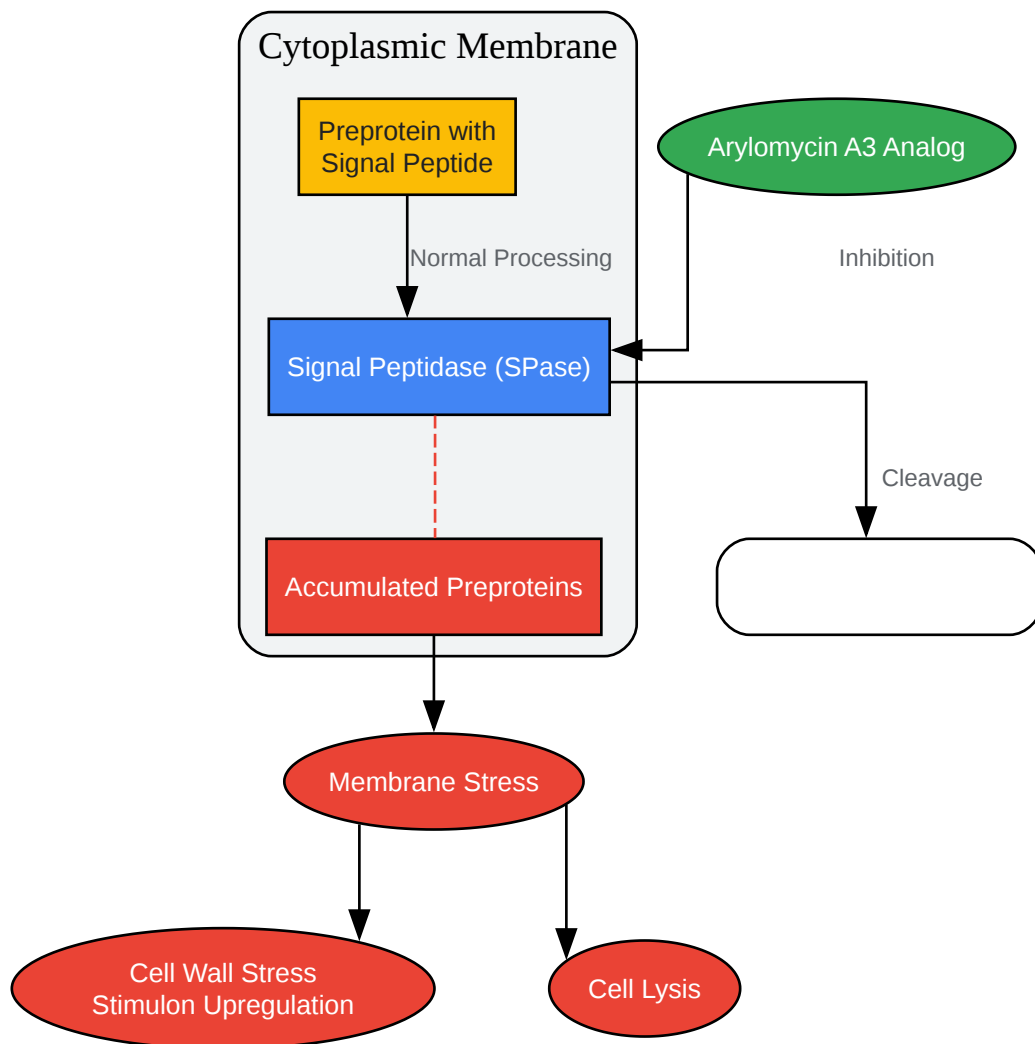 Cytoplasmic Membrane
Preprotein with
Signal Peptide
Arylomycin A3 Analog
Normal Processing
Inhibition
Signal Peptidase (SPase)
Cleavage
Accumulated Preproteins
Membrane Stress
Cell Wall Stress
Stimulon Upregulation
Cell Lysis